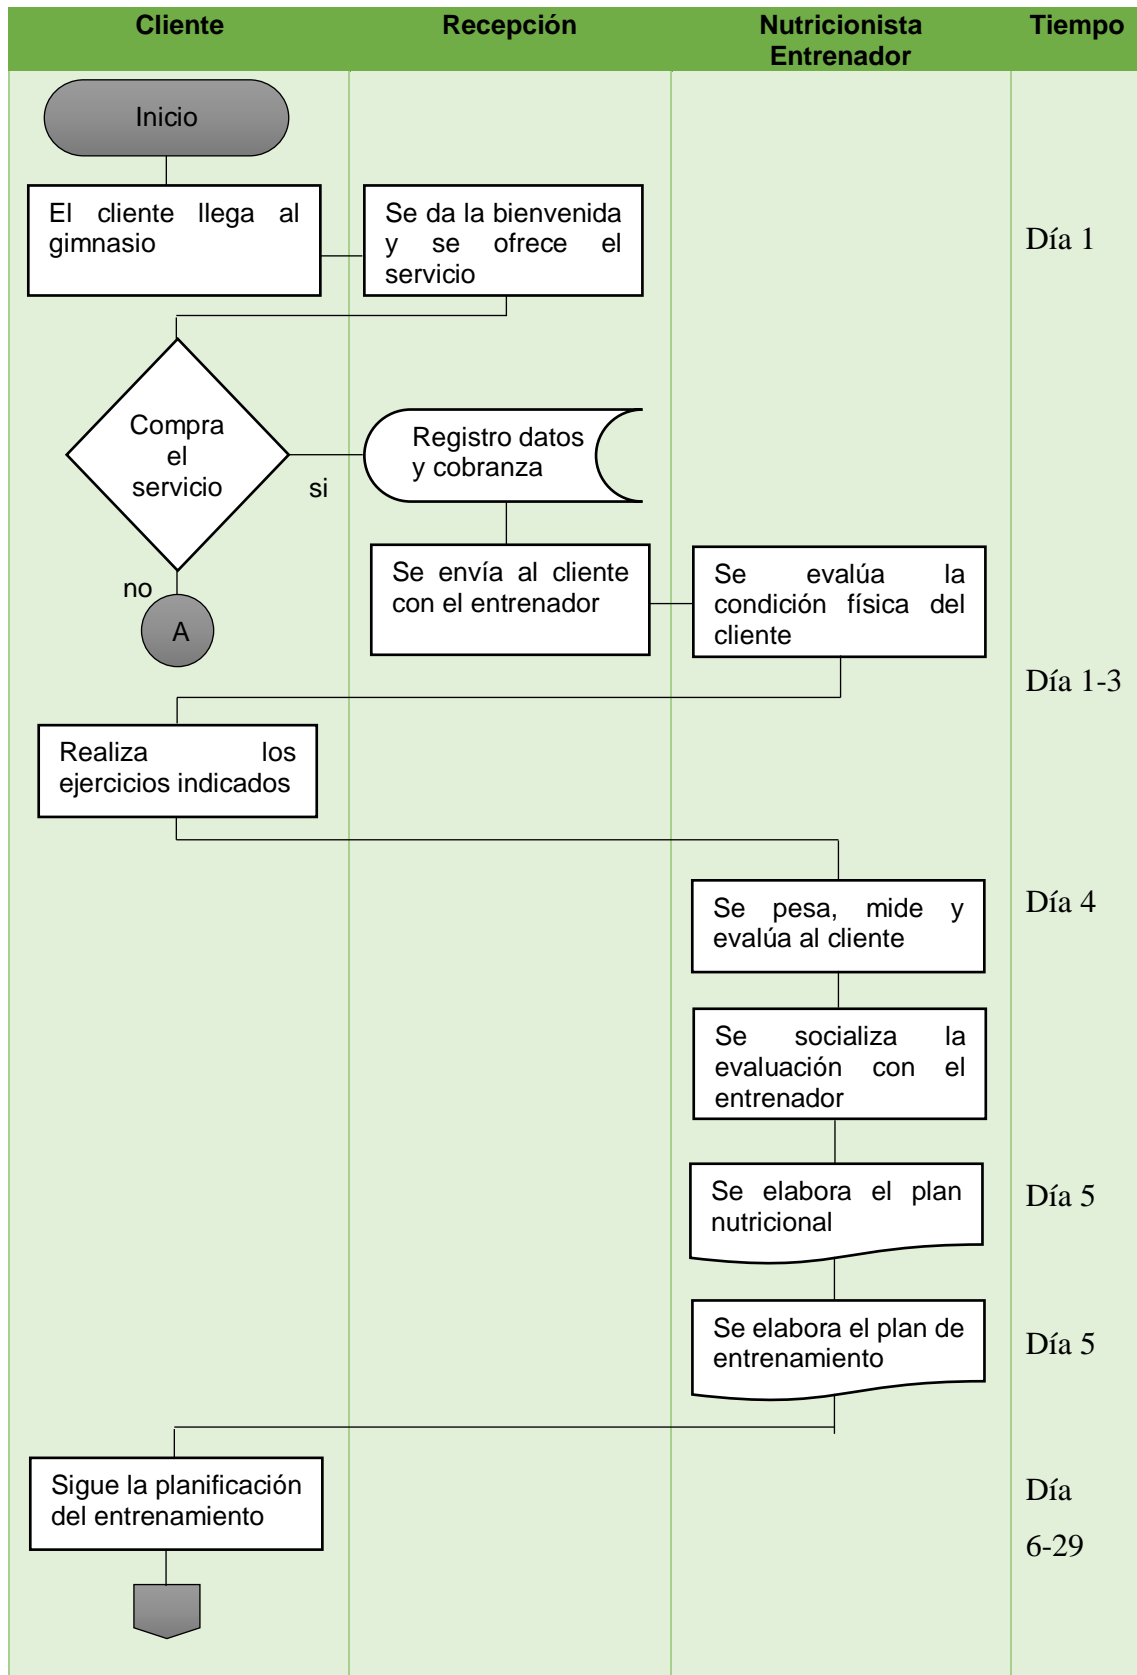 Cliente
Recepción
Nutricionista
Entrenador
Tiempo
Inicio
El cliente llega al
gimnasio
Se da la bienvenida
y se ofrece el
servicio
Día 1
Compra
el
servicio
si
no
A
Registro datos
y cobranza
Se envía al cliente
con el entrenador
Se evalúa la
condición física del
cliente
Día 1-3
Realiza los
ejercicios indicados
Se pesa, mide y
evalúa al cliente
Día 4
Se socializa la
evaluación con el
entrenador
Se elabora el plan
nutricional
Día 5
Se elabora el plan de
entrenamiento
Día 5
Sigue la planificación
del entrenamiento
Día
6-29